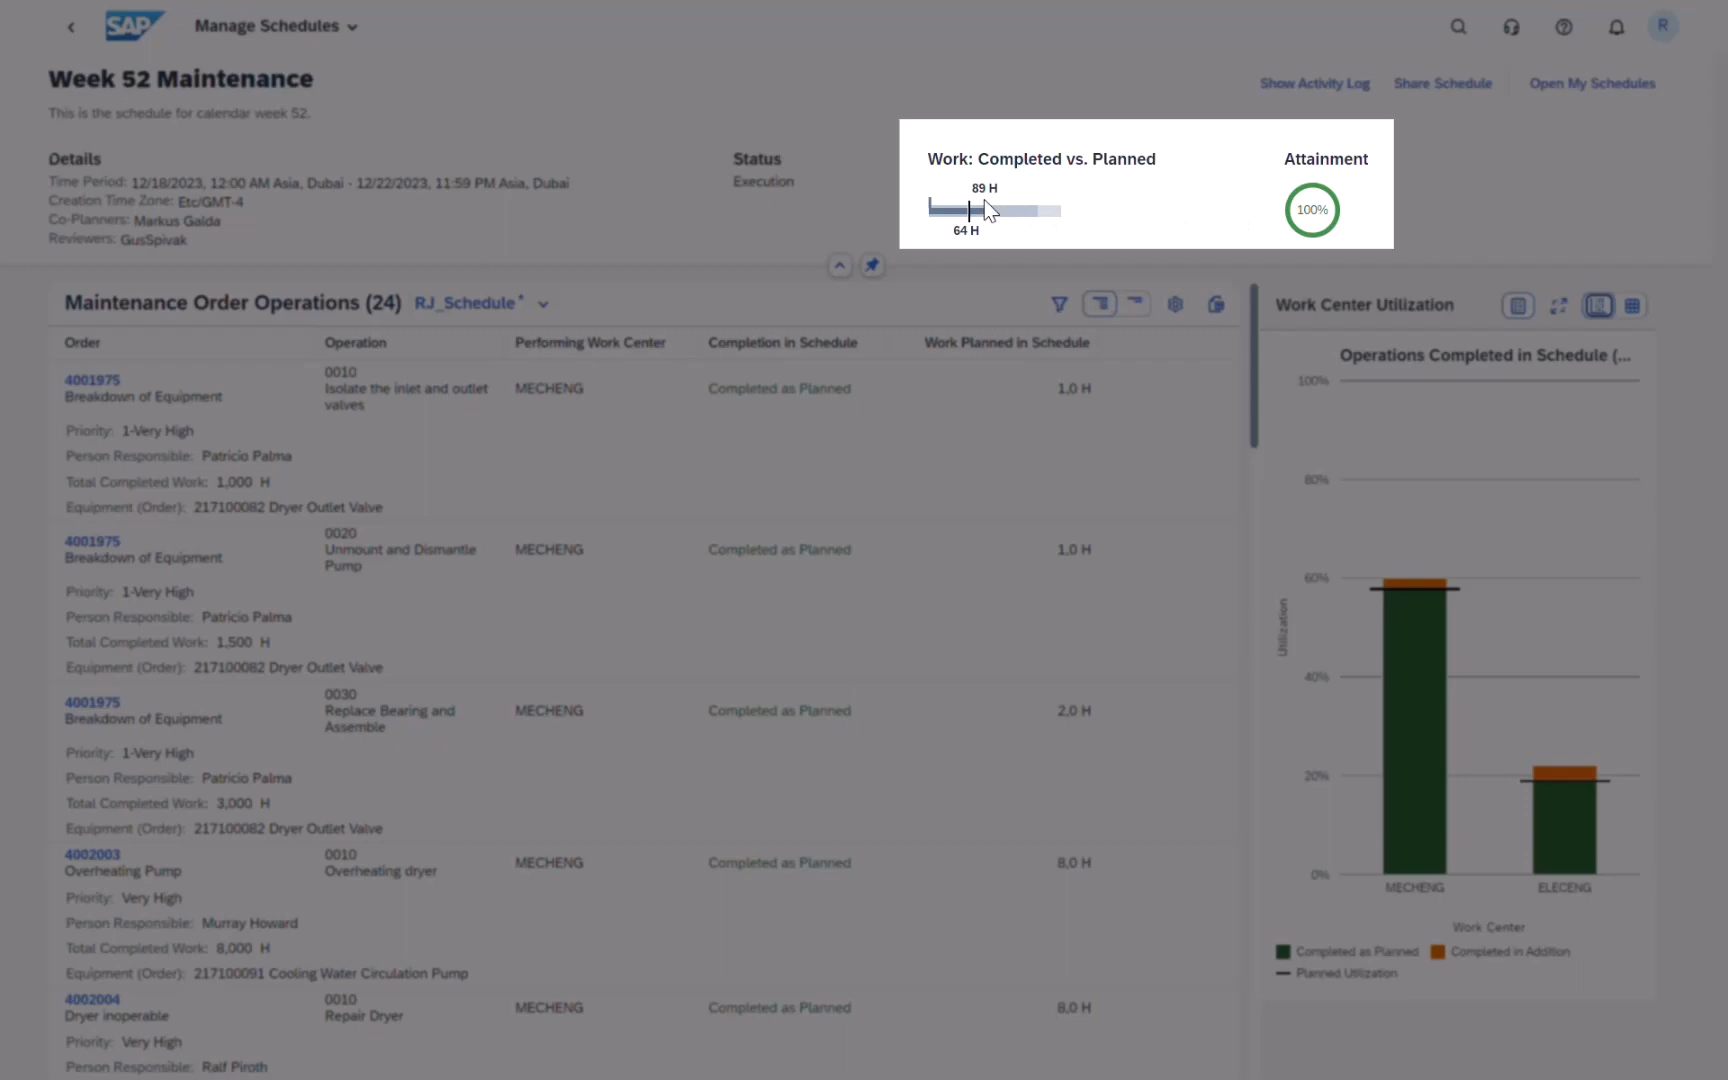 SAP
Manage Schedules
R
Week 52 Maintenance
Show Activity Log
Share Schedule
Open My Schedules
This is the schedule for calendar week 52.
Details
Time Period: 12/18/2023, 12:00 AM Asia, Dubai - 12/22/2023, 11:59 PM Asia, Dubai
Creation Time Zone: Etc/GMT-4
Co-Planners: Markus Galda
Reviewers: GusSpivak
Status
Execution
Work: Completed vs. Planned
89 H
64 H
Attainment
100%
Maintenance Order Operations (24) RJ_Schedule*
Order Operation Performing Work Center Completion in Schedule Work Planned in Schedule
4001975
Breakdown of Equipment
0010
Isolate the inlet and outlet
valves
MECHENG
Completed as Planned
1,0 H
Priority: 1-Very High
Person Responsible: Patricio Palma
Total Completed Work: 1,000 H
Equipment (Order): 217100082 Dryer Outlet Valve
4001975
Breakdown of Equipment
0020
Unmount and Dismantle
Pump
MECHENG
Completed as Planned
1,0 H
Priority: 1-Very High
Person Responsible: Patricio Palma
Total Completed Work: 1,500 H
Equipment (Order): 217100082 Dryer Outlet Valve
4001975
Breakdown of Equipment
0030
Replace Bearing and
Assemble
MECHENG
Completed as Planned
2,0 H
Priority: 1-Very High
Person Responsible: Patricio Palma
Total Completed Work: 3,000 H
Equipment (Order): 217100082 Dryer Outlet Valve
4002003
Overheating Pump
0010
Overheating dryer
MECHENG
Completed as Planned
8,0 H
Priority: Very High
Person Responsible: Murray Howard
Total Completed Work: 8,000 H
Equipment (Order): 217100091 Cooling Water Circulation Pump
4002004
Dryer inoperable
0010
Repair Dryer
MECHENG
Completed as Planned
8,0 H
Priority: Very High
Person Responsible: Ralf Piroth
Work Center Utilization
Operations Completed in Schedule (...
100%
80%
60%
40%
20%
0%
Utilization
MECHENG
ELECENG
Work Center
Completed as Planned
Completed in Addition
Planned Utilization